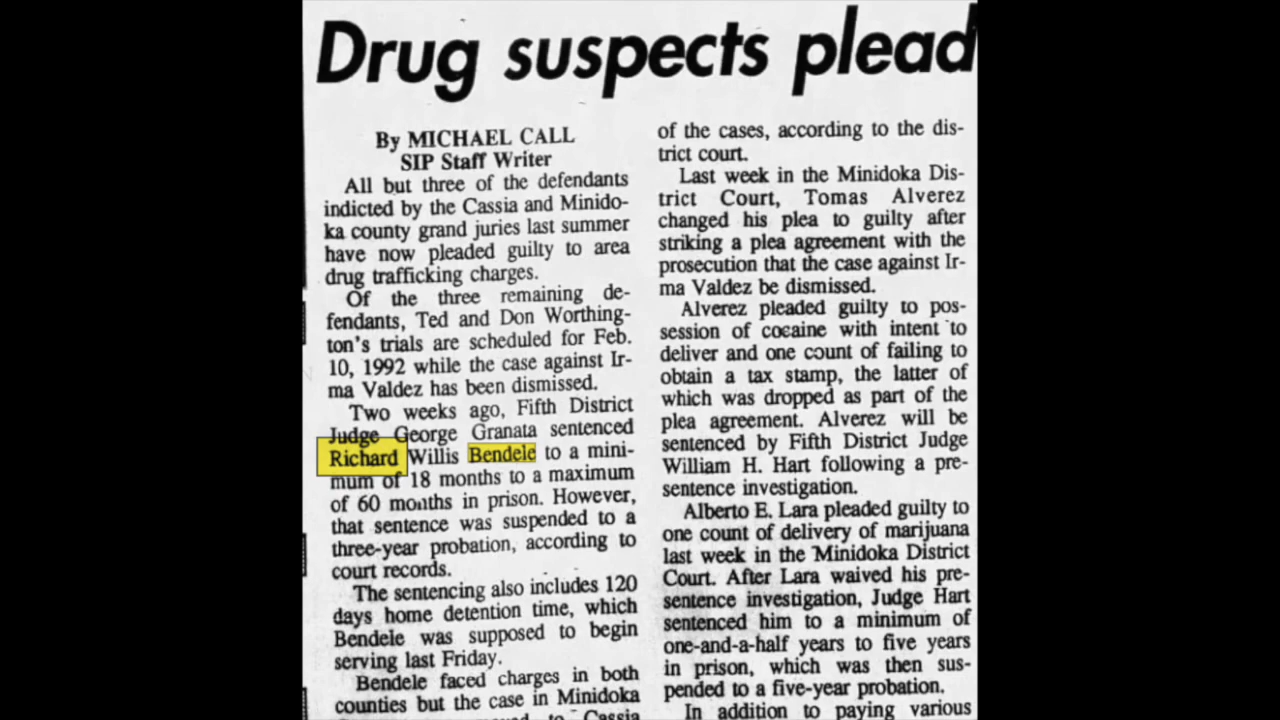 Drug suspects plead
By MICHAEL CALL
SIP Staff Writer
All but three of the defendants
indicted by the Cassia and Minido-
ka county grand juries last summer
have now pleaded guilty to area
drug trafficking charges.
Of the three remaining de-
fendants, Ted and Don Worthing-
ton's trials are scheduled for Feb.
10, 1992 while the case against Ir-
ma Valdez has been dismissed.
Two weeks ago, Fifth District
Judge George Granata sentenced
Richard Willis Bendele to a mini-
mum of 18 months to a maximum
of 60 months in prison. However,
that sentence was suspended to a
three-year probation, according to
court records.
The sentencing also includes 120
days home detention time, which
Bendele was supposed to begin
serving last Friday.
Bendele faced charges in both
counties but the case in Minidoka
to Cassia
of the cases, according to the dis-
trict court.
Last week in the Minidoka Dis-
trict Court, Tomas Alverez
changed his plea to guilty after
striking a plea agreement with the
prosecution that the case against Ir-
ma Valdez be dismissed.
Alverez pleaded guilty to pos-
session of cocaine with intent to
deliver and one count of failing to
obtain a tax stamp, the latter of
which was dropped as part of the
plea agreement. Alverez will be
sentenced by Fifth District Judge
William H. Hart following a pre-
sentence investigation.
Alberto E. Lara pleaded guilty to
one count of delivery of marijuana
last week in the Minidoka District
Court. After Lara waived his pre-
sentence investigation, Judge Hart
sentenced him to a minimum of
one-and-a-half years to five years
in prison, which was then sus-
pended to a five-year probation.
In addition to paying various